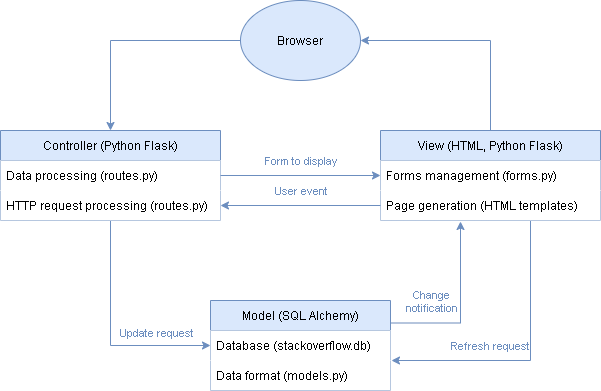 Browser
Controller (Python Flask)
View (HTML, Python Flask)
Data processing (routes.py)
Form to display
Forms management (forms.py)
User event
HTTP request processing (routes.py)
Page generation (HTML templates)
Change
notification
Model (SQL Alchemy)
Update request
Database (stackoverflow.db)
Refresh request
Data format (models.py)